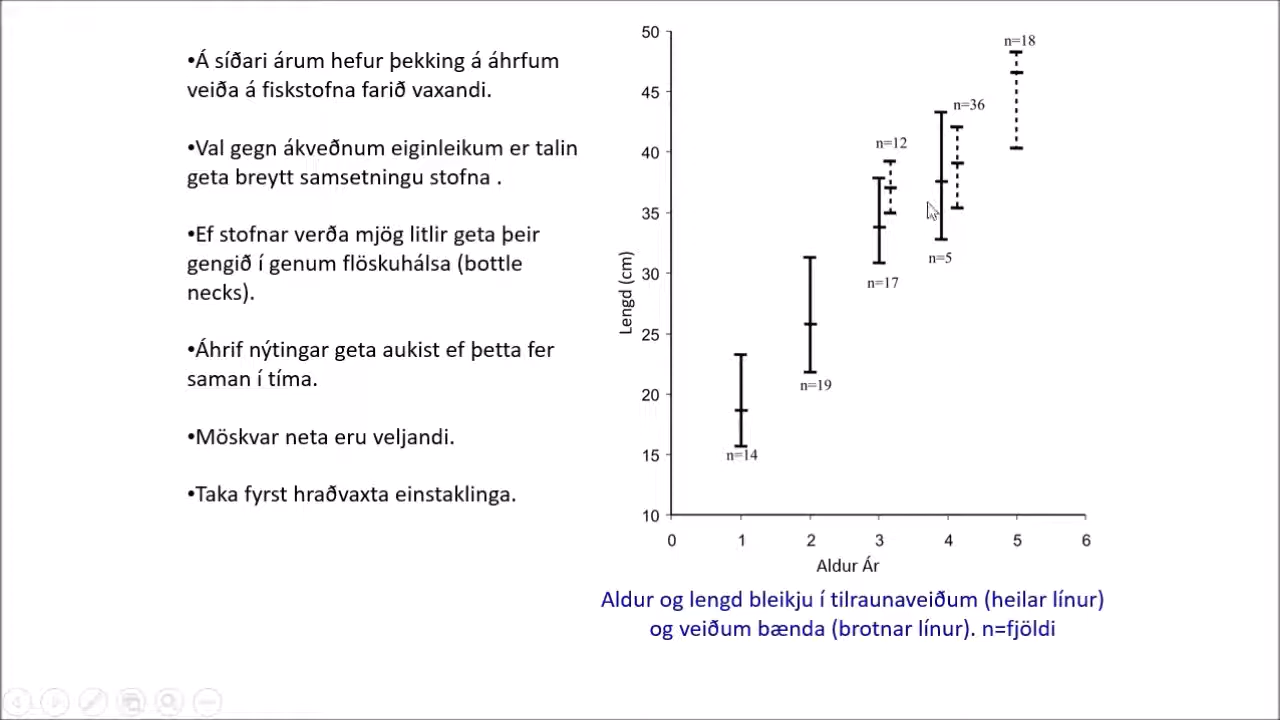 •Á síðari árum hefur þekking á áhrfum
veiða á fiskstofna farið vaxandi.
•Val gegn ákveðnum eiginleikum er talin
geta breytt samsetningu stofna .
•Ef stofnar verða mjög litlir geta þeir
gengið í genum flöskuhálsa (bottle
necks).
•Áhrif nýtingar geta aukist ef þetta fer
saman í tíma.
•Möskvar neta eru veljandi.
•Taka fyrst hraðvaxta einstaklinga.
50
45
40
35
30
25
20
15
10
Lengd (cm)
n=18
n=36
n=12
n=5
n=17
n=19
n=14
0 1 2 3 4 5 6
Aldur Ár
Aldur og lengd bleikju í tilraunaveiðum (heilar línur)
og veiðum bænda (brotnar línur). n=fjöldi